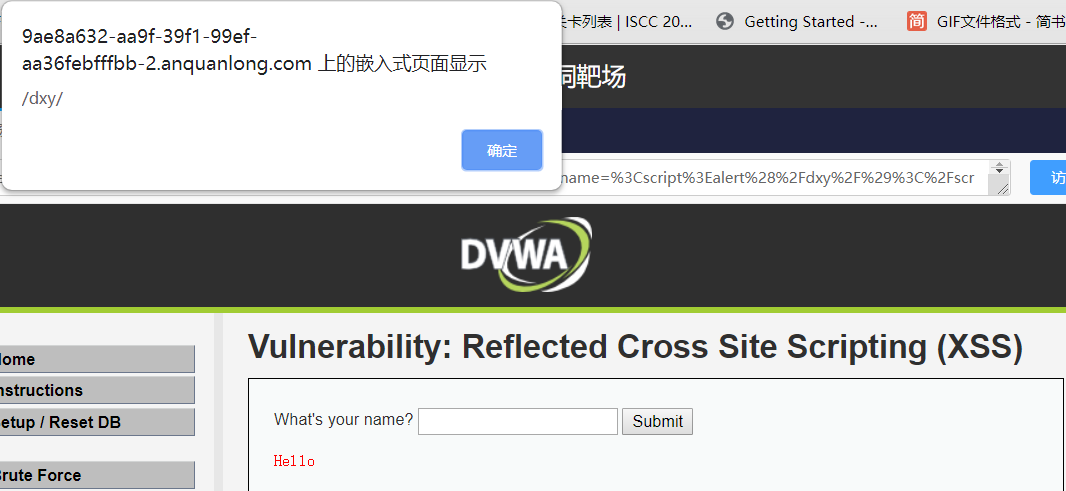 9ae8a632-aa9f-39f1-99ef-
aa36febfffbb-2.anquanlong.com 上的嵌入式页面显示
/dxy/
确定
卡列表 | ISCC 20...
Getting Started -...
简
GIF文件格式 - 简书
靶场
name=%3Cscript%3Ealert%28%2Fdxy%2F%29%3C%2Fscr
访
DVWA
Vulnerability: Reflected Cross Site Scripting (XSS)
ome
nstructions
etup / Reset DB
rute Force
What's your name?
Submit
Hello